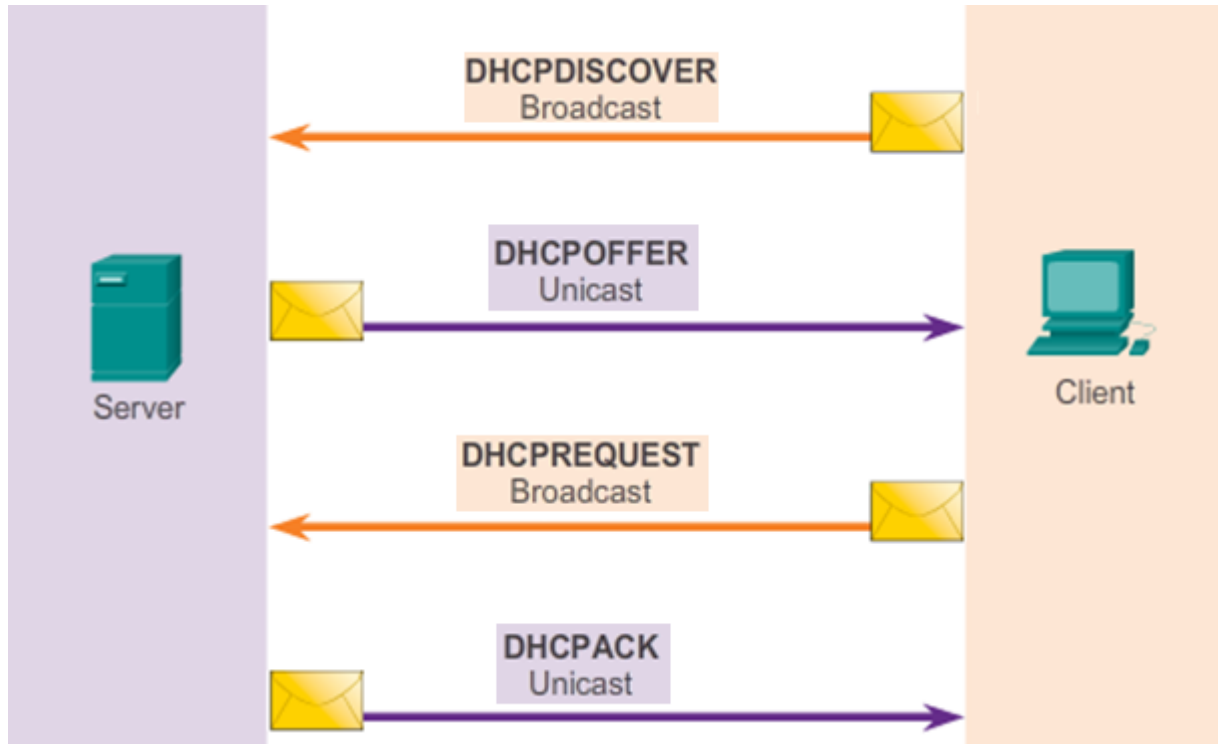 DHCPDISCOVER
Broadcast
DHCPOFFER
Unicast
Server
Client
DHCPREQUEST
Broadcast
DHCPACK
Unicast